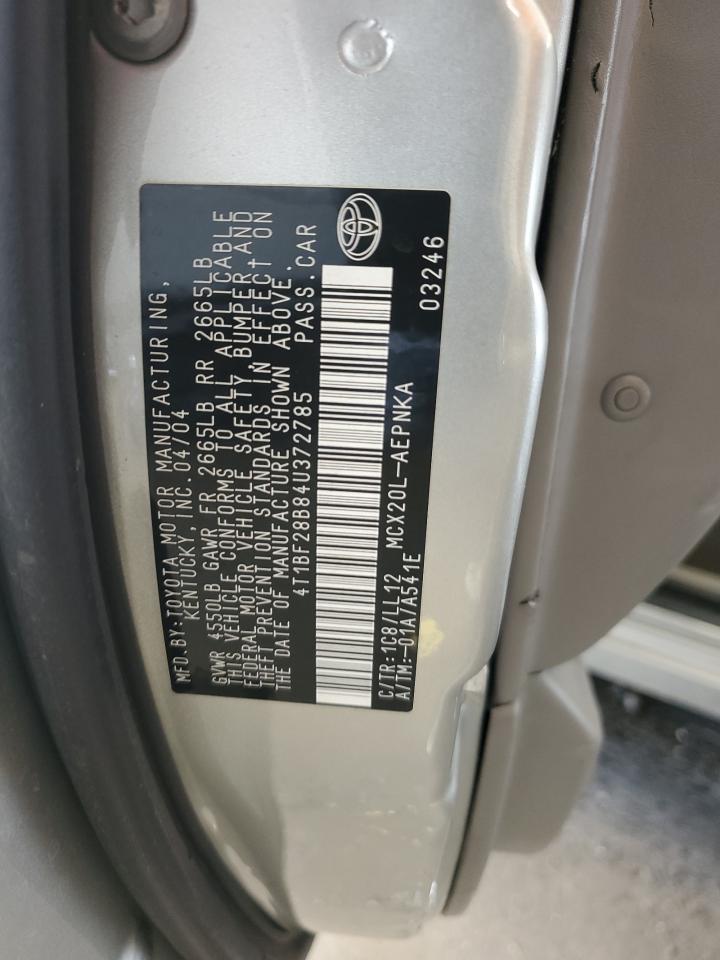 MFD.BY:TOYOTA MOTOR MANUFACTURING,
KENTUCKY, INC.04/04
GVWR 4550LB GAWR FR 2665LB RR 2665LB
THIS VEHICLE CONFORMS TO ALL APPLICABLE
FEDERAL MOTOR VEHICLE SAFETY, BUMPER,AND
THEFT PREVENTION STANDARDS IN EFFECT ON
THE DATE OF MANUFACTURE SHOWN ABOVE.
4T1BF28B84U372785 PASS.CAR
C/TR:1C8/LL12 MCX20L-AEPNKA
A/TM:-01A/A541E 03246